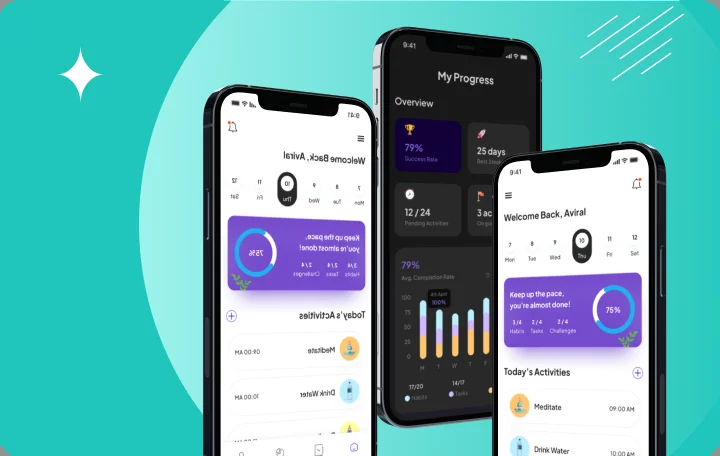 9:41
Welcome Back, Aviral
7 8 9 10 11 12
Mon Tue Wed Thu Fri Sat
Keep up the pace,
you're almost done!
75%
3/4 2/4 2/4
Habits Tasks Challenges
Today's Activities
Meditate 09:00 AM
Drink Water 10:00 AM
9:41
My Progress
Overview
79%
Success Rate
25 days
Best
12 / 24
Pending Activities
3
79%
Avg. Completion Rate
100
75
50
25
0
4th April
100%
M T W T F
17/20 14/17
Habits Tasks
9:41
Welcome Back, Aviral
7 8 9 10 11 12
Mon Tue Wed Thu Fri Sat
Keep up the pace,
you're almost done!
75%
3/4 2/4 2/4
Habits Tasks Challenges
Today's Activities
Meditate 09:00 AM
Drink Water 10:00 AM